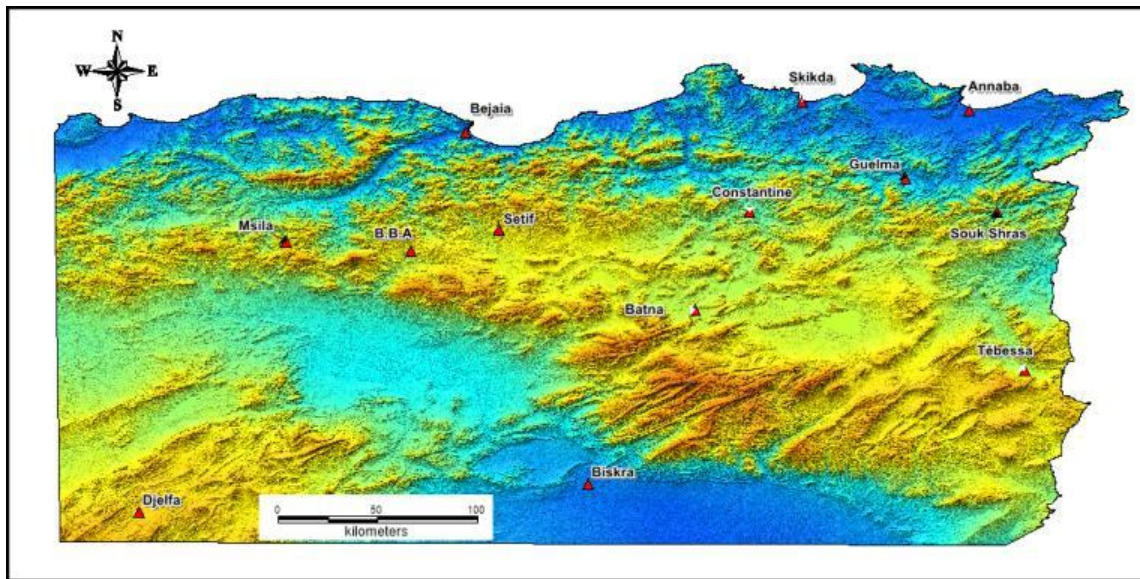 N
W E
S
Skikda
Annaba
Bejaia
Guelma
Constantine
Setif
Msila
B.B.A
Souk Shras
Batna
Tébessa
Biskra
Djelfa
0 50 100
kilometers